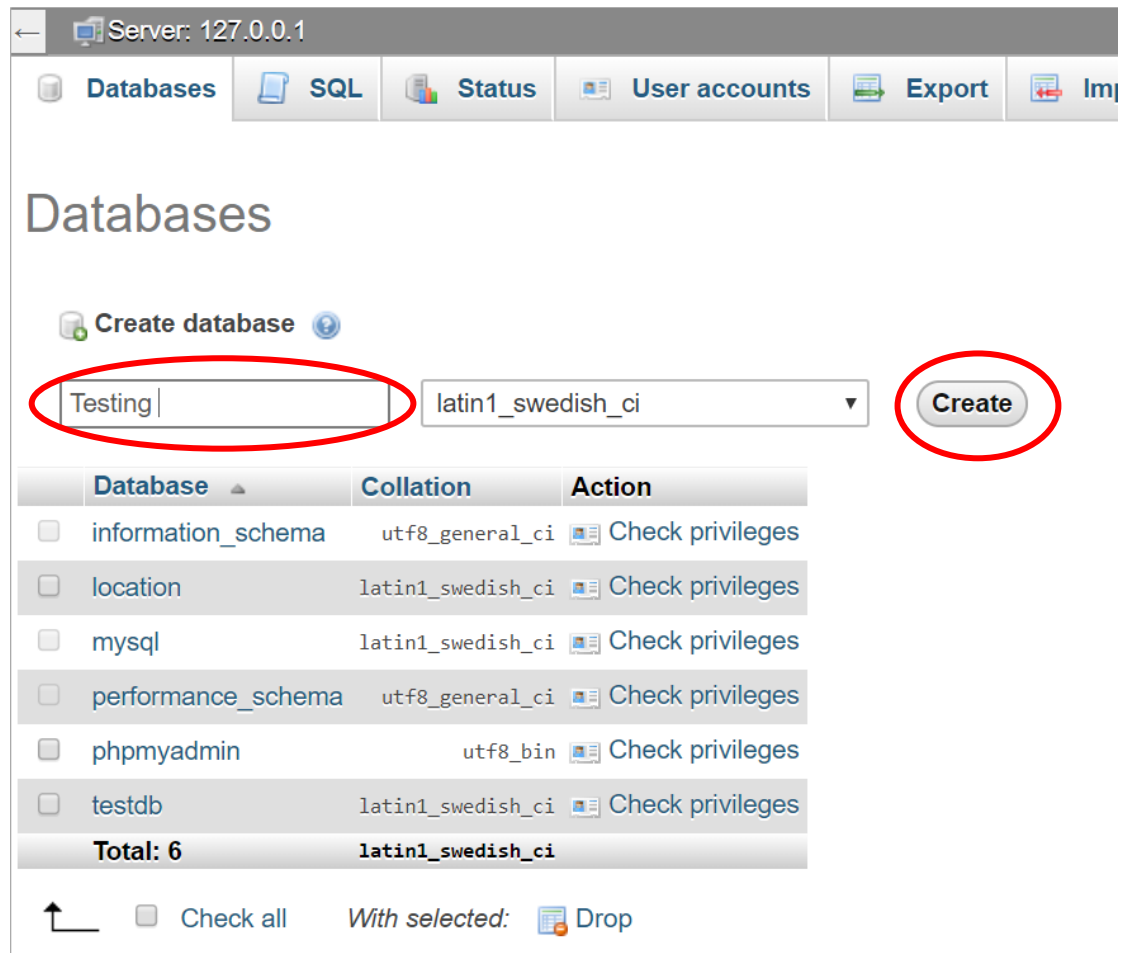 ← Server: 127.0.0.1
Databases SQL Status User accounts Export Imp
Databases
Create database
Testing latin1_swedish_ci ▼ Create
Database Collation Action
information_schema utf8_general_ci Check privileges
location latin1_swedish_ci Check privileges
mysql latin1_swedish_ci Check privileges
performance_schema utf8_general_ci Check privileges
phpmyadmin utf8_bin Check privileges
testdb latin1_swedish_ci Check privileges
Total: 6 latin1_swedish_ci
Check all With selected: Drop